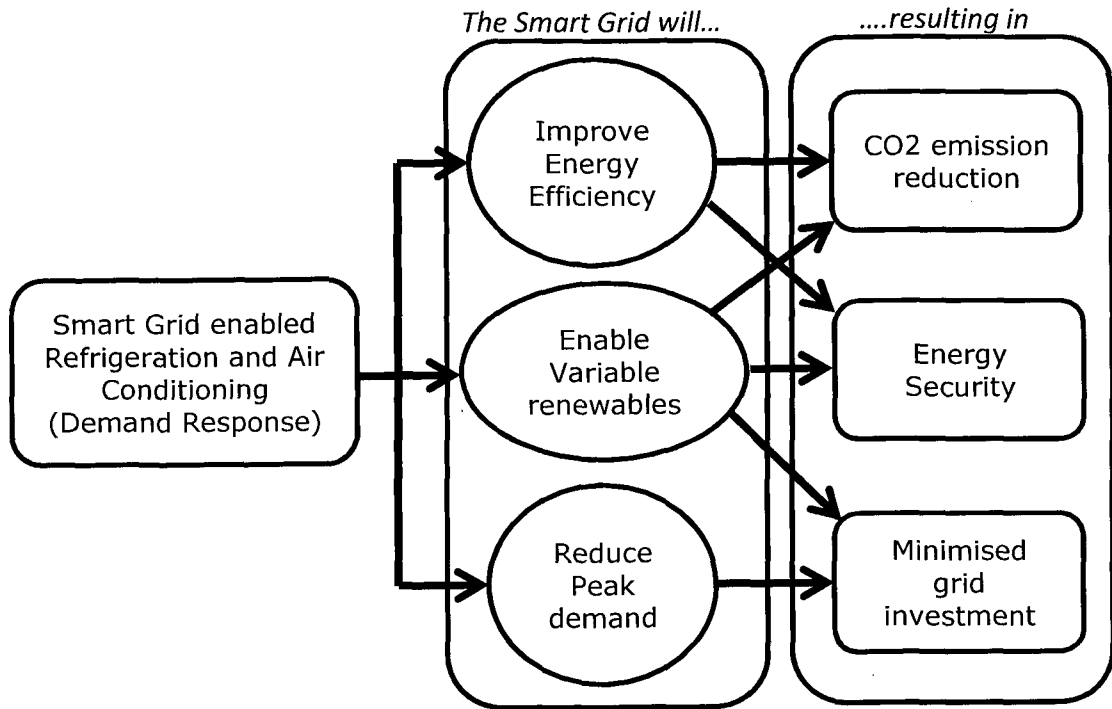 The Smart Grid will...
....resulting in
Improve
Energy
Efficiency
CO2 emission
reduction
Smart Grid enabled
Refrigeration and Air
Conditioning
(Demand Response)
Enable
Variable
renewables
Energy
Security
Reduce
Peak
demand
Minimised
grid
investment